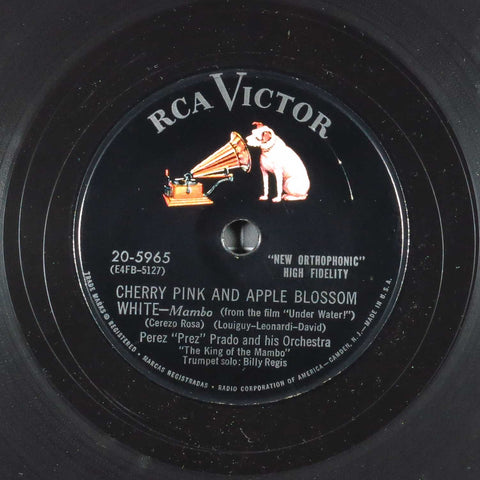 RCA VICTOR
20-5965
(E4FB-5127)
"NEW ORTHOPHONIC"
HIGH FIDELITY
CHERRY PINK AND APPLE BLOSSOM
WHITE—Mambo (from the film "Under Water!")
(Cerezo Rosa) (Louiguy-Leonardi-David)
Perez "Prez" Prado and his Orchestra
"The King of the Mambo"
Trumpet solo: Billy Regis
TRADE MARKS ® REGISTERED • MARCAS REGISTRADAS • RADIO CORPORATION OF AMERICA—CAMDEN, N.J.—MADE IN U.S.A.